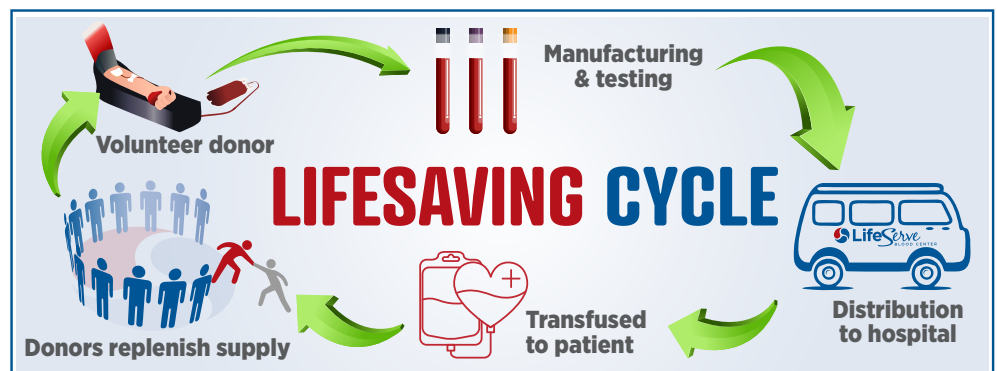 Manufacturing
& testing
Volunteer donor
LIFESAVING CYCLE
LifeServe
BLOOD CENTER
Distribution
to hospital
Transfused
to patient
Donors replenish supply